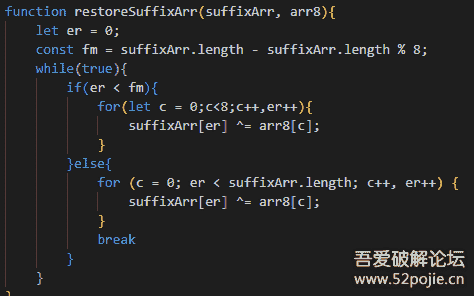 function restoreSuffixArr(suffixArr, arr8){
    let er = 0;
    const fm = suffixArr.length - suffixArr.length % 8;
    while(true){
        if(er < fm){
            for(let c = 0;c<8;c++,er++){
                suffixArr[er] ^= arr8[c];
            }
        }else{
            for (c = 0; er < suffixArr.length; c++, er++) {
                suffixArr[er] ^= arr8[c];
            }
            break
        }
    }
}
吾爱破解论坛
www.52pojie.cn